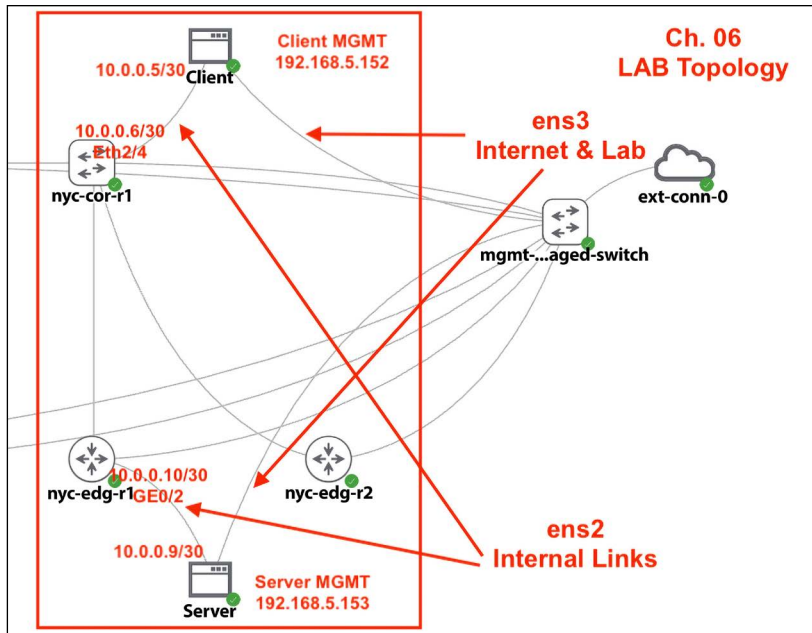 Client MGMT
192.168.5.152
Ch. 06
LAB Topology
10.0.0.5/30
Client
10.0.0.6/30
Eth2/4
nyc-cor-r1
ens3
Internet & Lab
ext-conn-0
mgmt-...aged-switch
10.0.0.10/30
nyc-edg-r1
GE0/2
nyc-edg-r2
10.0.0.9/30
ens2
Internal Links
Server MGMT
192.168.5.153
Server